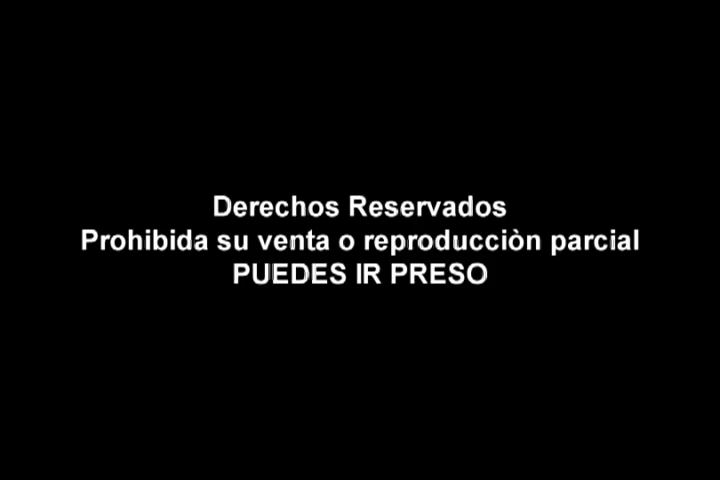 Derechos Reservados
Prohibida su venta o reproducciòn parcial
PUEDES IR PRESO